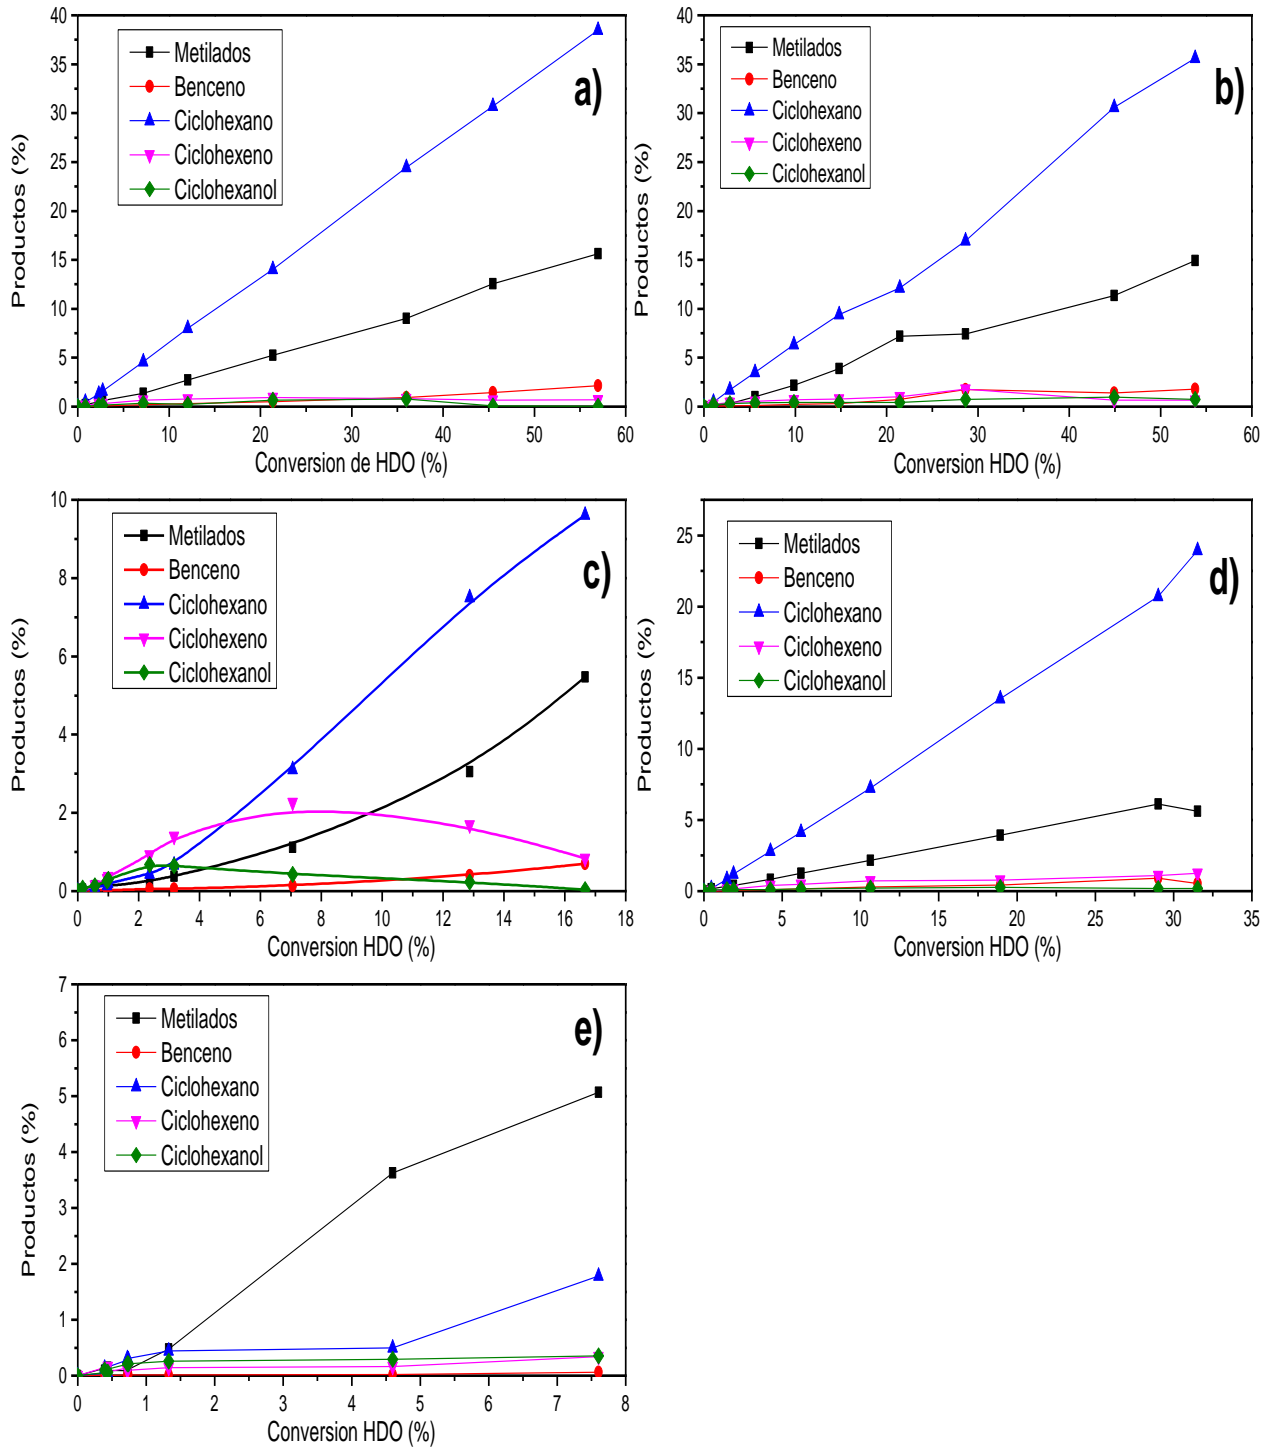 a)
Productos (%)
40
35
30
25
20
15
10
5
0
Metilados
Benceno
Ciclohexano
Ciclohexeno
Ciclohexanol
0 10 20 30 40 50 60
Conversion de HDO (%)
b)
Productos (%)
40
35
30
25
20
15
10
5
0
Metilados
Benceno
Ciclohexano
Ciclohexeno
Ciclohexanol
0 10 20 30 40 50 60
Conversion HDO (%)
c)
Productos (%)
10
8
6
4
2
0
Metilados
Benceno
Ciclohexano
Ciclohexeno
Ciclohexanol
0 2 4 6 8 10 12 14 16 18
Conversion HDO (%)
d)
Productos (%)
25
20
15
10
5
0
Metilados
Benceno
Ciclohexano
Ciclohexeno
Ciclohexanol
0 5 10 15 20 25 30 35
Conversion HDO (%)
e)
Productos (%)
7
6
5
4
3
2
1
0
Metilados
Benceno
Ciclohexano
Ciclohexeno
Ciclohexanol
0 1 2 3 4 5 6 7 8
Conversion HDO (%)